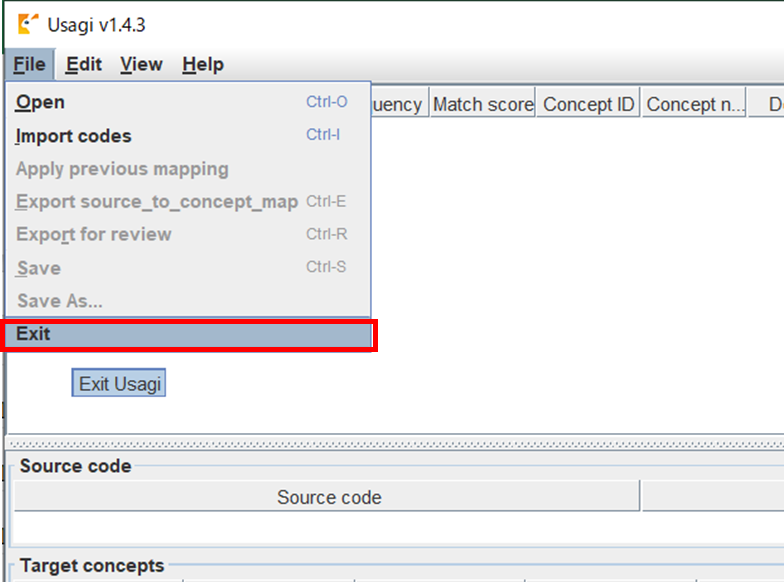 Usagi v1.4.3
File Edit View Help
uency Match score Concept ID Concept n... D
Open Ctrl-O
Import codes Ctrl-I
Apply previous mapping
Export source_to_concept_map Ctrl-E
Export for review Ctrl-R
Save Ctrl-S
Save As...
Exit
Exit Usagi
Source code
Source code
Target concepts